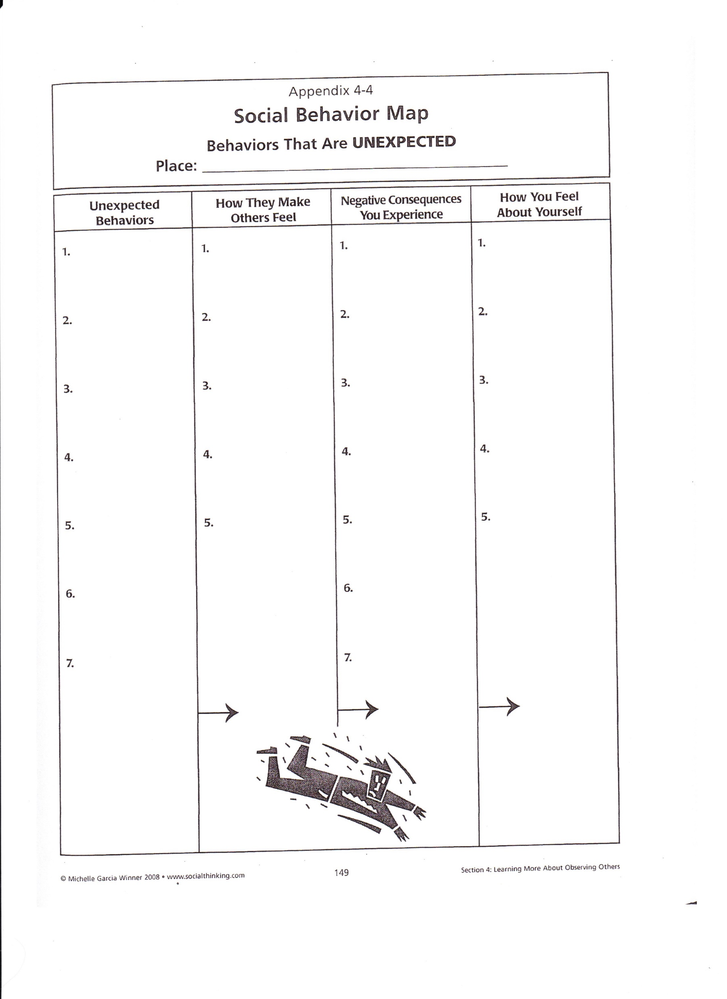 Appendix 4-4
Social Behavior Map
Behaviors That Are UNEXPECTED
Place:
Unexpected
Behaviors
1.
2.
3.
4.
5.
6.
7.
How They Make
Others Feel
1.
2.
3.
4.
5.
Negative Consequences
You Experience
1.
2.
3.
4.
5.
6.
7.
How You Feel
About Yourself
1.
2.
3.
4.
5.
© Michelle Garcia Winner 2008 • www.socialthinking.com
149
Section 4: Learning More About Observing Others